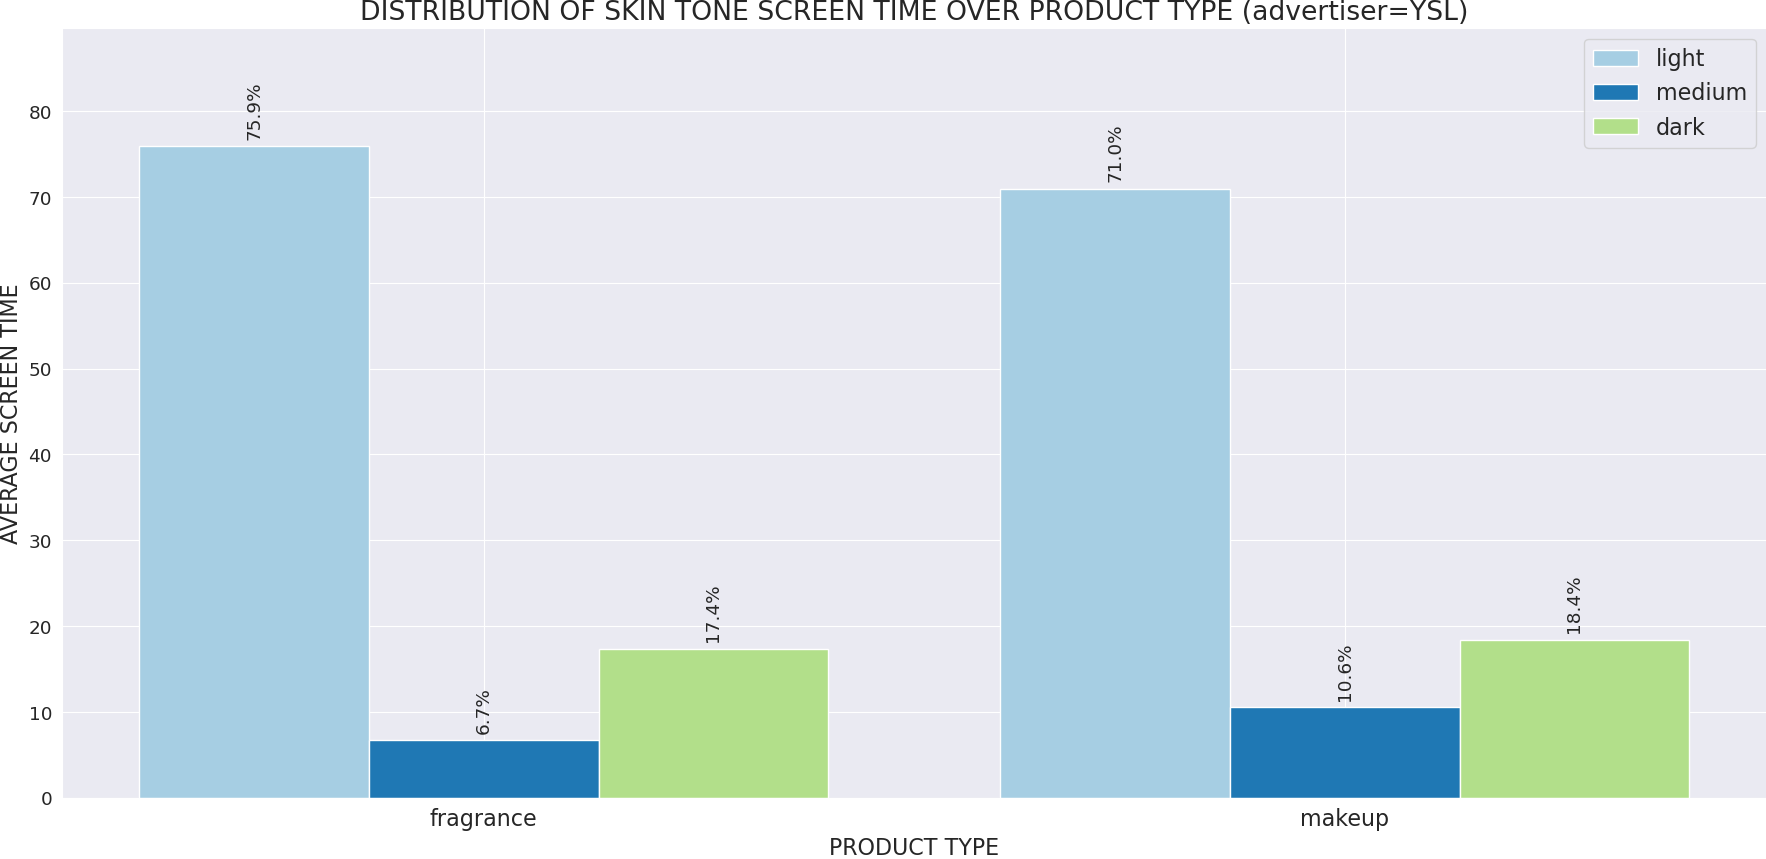 DISTRIBUTION OF SKIN TONE SCREEN TIME OVER PRODUCT TYPE (advertiser=YSL)
light
medium
dark
AVERAGE SCREEN TIME
80
70
60
50
40
30
20
10
0
75.9%
6.7%
17.4%
71.0%
10.6%
18.4%
fragrance
makeup
PRODUCT TYPE